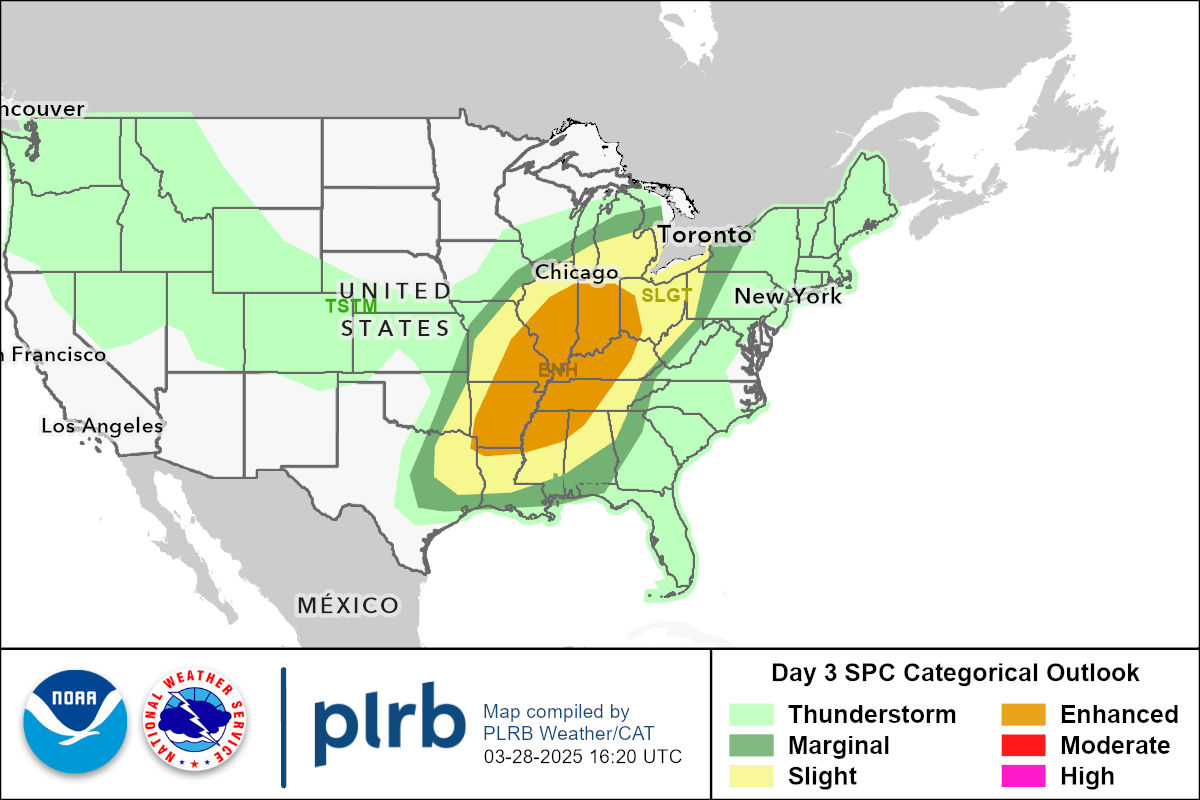 ncouver
Toronto
Chicago
UNITED
SLGT
New York
TSTM
STATES
n Francisco
ENH
Los Angeles
MÉXICO
NOAA
NATIONAL WEATHER SERVICE
plrb
Map compiled by
PLRB Weather/CAT
03-28-2025 16:20 UTC
Day 3 SPC Categorical Outlook
Thunderstorm
Enhanced
Marginal
Moderate
Slight
High